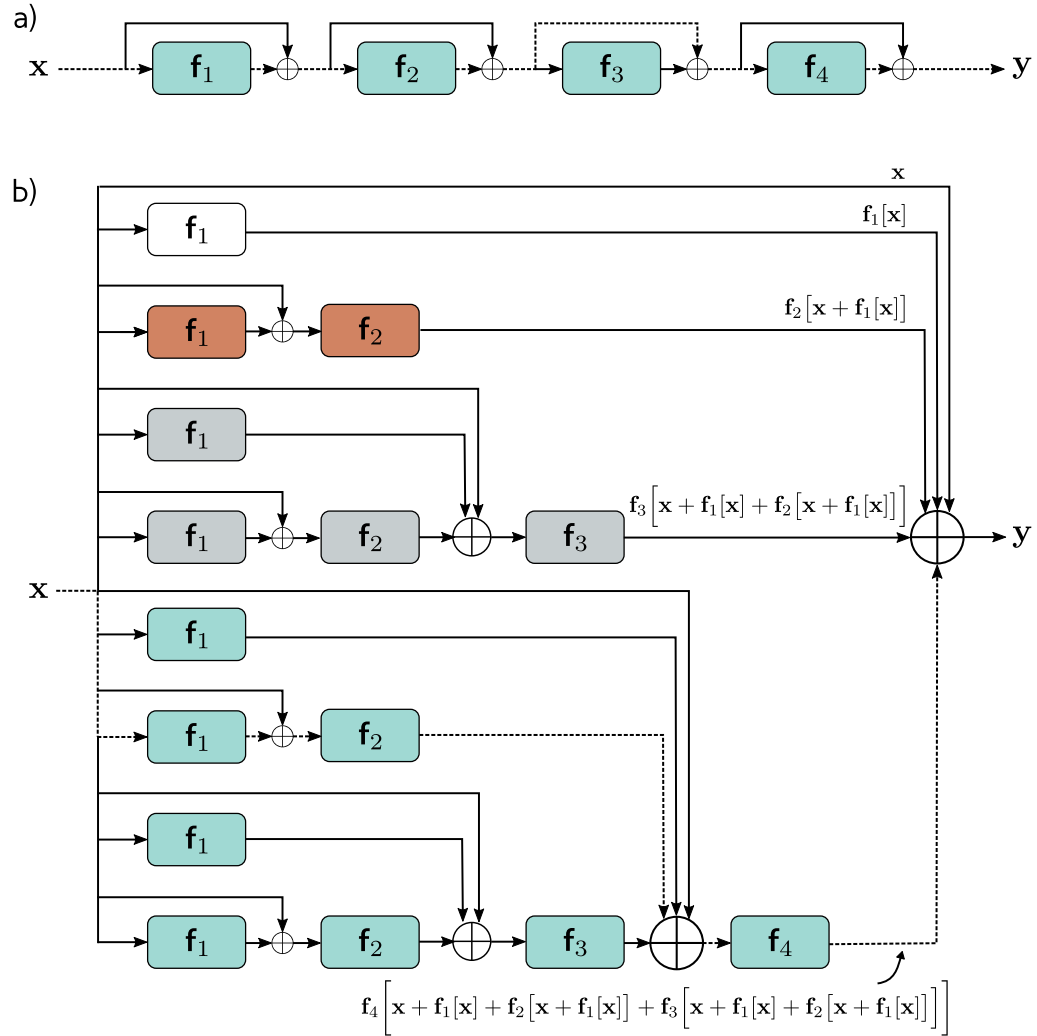 a)
x f₁ f₂ f₃ f₄ y
b)
x
f₁ f₁[x]
f₁ f₂ f₂[x + f₁[x]]
f₁
f₁ f₂ f₃ f₃[x + f₁[x] + f₂[x + f₁[x]]] y
x
f₁
f₁ f₂
f₁
f₁ f₂ f₃ f₄
f₄[x + f₁[x] + f₂[x + f₁[x]] + f₃[x + f₁[x] + f₂[x + f₁[x]]]]